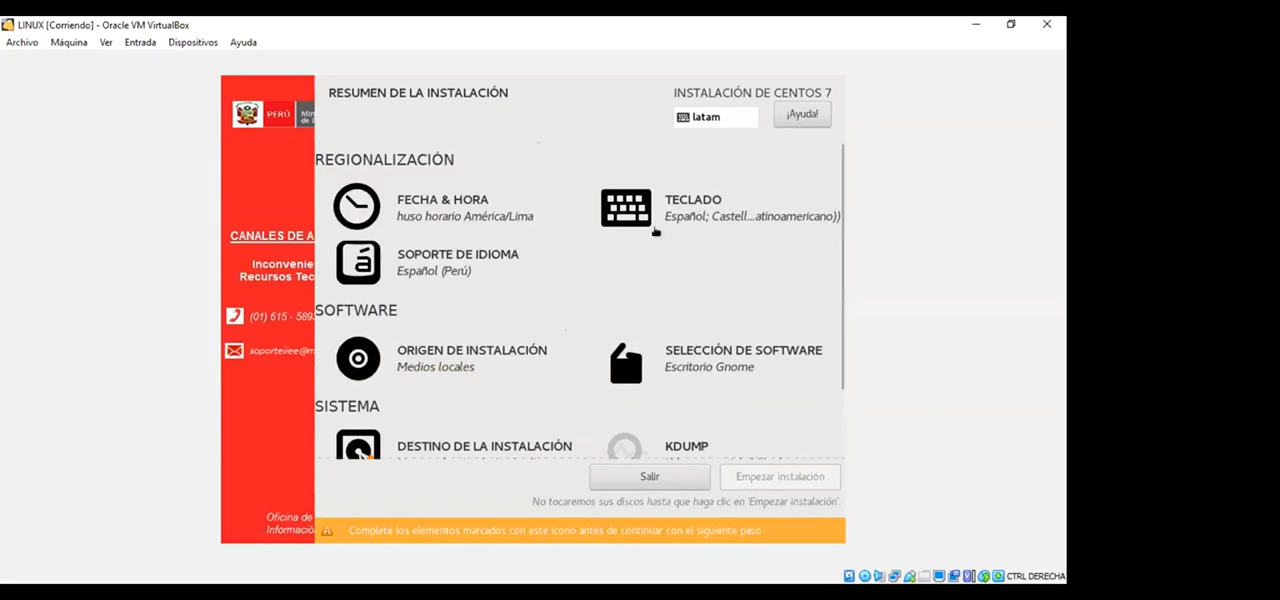 LINUX [Corriendo] - Oracle VM VirtualBox
Archivo Máquina Ver Entrada Dispositivos Ayuda
RESUMEN DE LA INSTALACIÓN
INSTALACIÓN DE CENTOS 7
latam
¡Ayuda!
PERÚ
CANALES DE A
Inconvenie
Recursos Tec
(01) 615 - 589
soporteiiee@m
Oficina de
Informació
REGIONALIZACIÓN
FECHA & HORA
huso horario América/Lima
TECLADO
Español; Castell...atinoamericano))
SOPORTE DE IDIOMA
Español (Perú)
SOFTWARE
ORIGEN DE INSTALACIÓN
Medios locales
SELECCIÓN DE SOFTWARE
Escritorio Gnome
SISTEMA
DESTINO DE LA INSTALACIÓN
KDUMP
Salir
Empezar instalación
No tocaremos sus discos hasta que haga clic en 'Empezar instalación'.
Complete los elementos marcados con este icono antes de continuar con el siguiente paso.
CTRL DERECHA